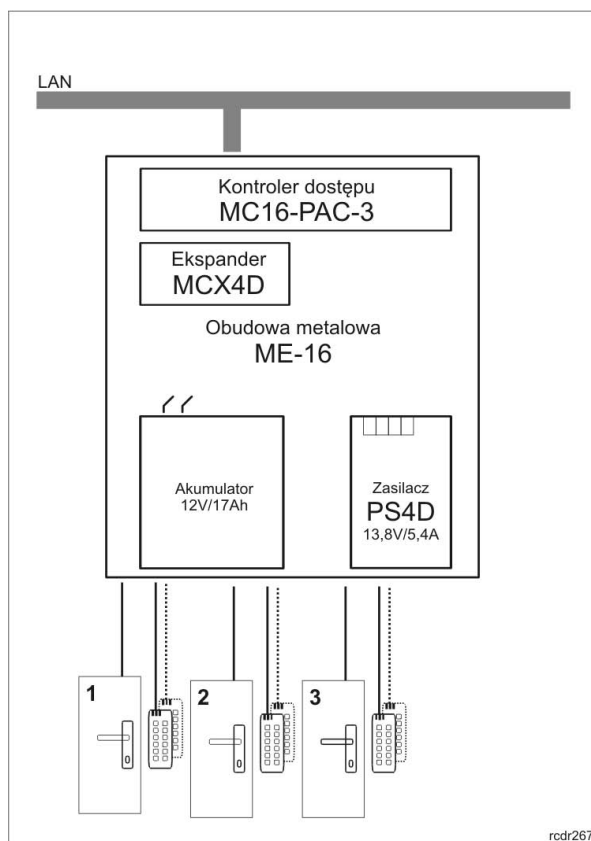 LAN
Kontroler dostępu
MC16-PAC-3
Ekspander
MCX4D
Obudowa metalowa
ME-16
Akumulator
12V/17Ah
Zasilacz
PS4D
13,8V/5,4A
1
2
3
rcdr267